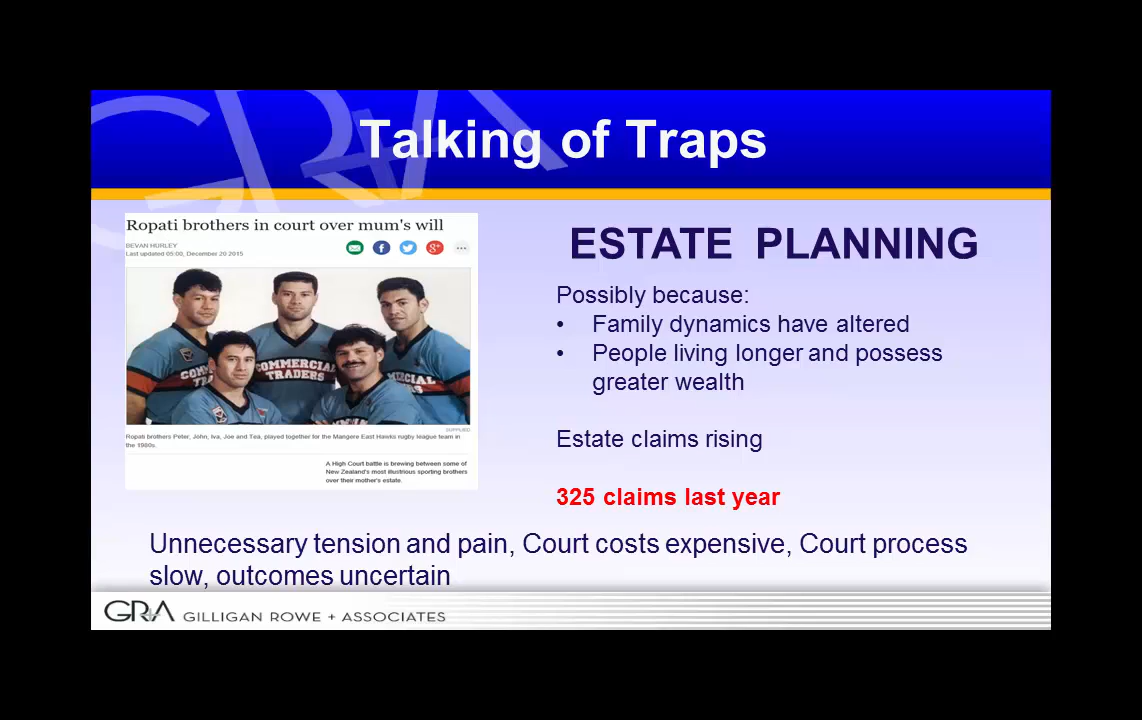 Talking of Traps
Ropati brothers in court over mum's will
BEVAN HURLEY
Last updated 05:00, December 20 2015
COMMERCIAL
TRADERS
SUPPLIED
Ropati brothers Peter, John, Iva, Joe and Tea, played together for the Mangere East Hawks rugby league team in
the 1980s.
A High Court battle is brewing between some of
New Zealand's most illustrious sporting brothers
over their mother's estate.
ESTATE PLANNING
Possibly because:
• Family dynamics have altered
• People living longer and possess
greater wealth
Estate claims rising
325 claims last year
Unnecessary tension and pain, Court costs expensive, Court process
slow, outcomes uncertain
GRA GILLIGAN ROWE + ASSOCIATES